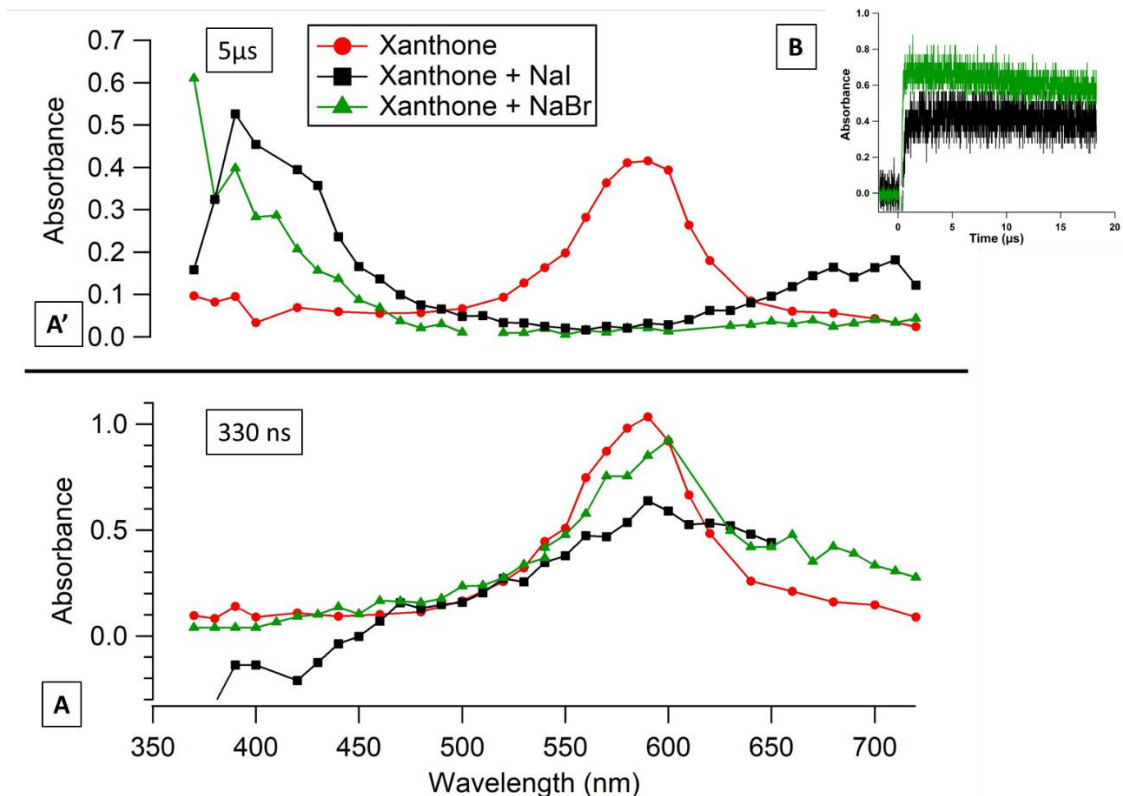 0.7
0.6
0.5
0.4
0.3
0.2
0.1
0.0
Absorbance
5µs
A’
Xanthone
Xanthone + NaI
Xanthone + NaBr
B
1.0
0.8
0.6
0.4
0.2
0.0
Absorbance
0 5 10 15 20
Time (µs)
1.0
0.5
0.0
Absorbance
330 ns
A
350 400 450 500 550 600 650 700
Wavelength (nm)